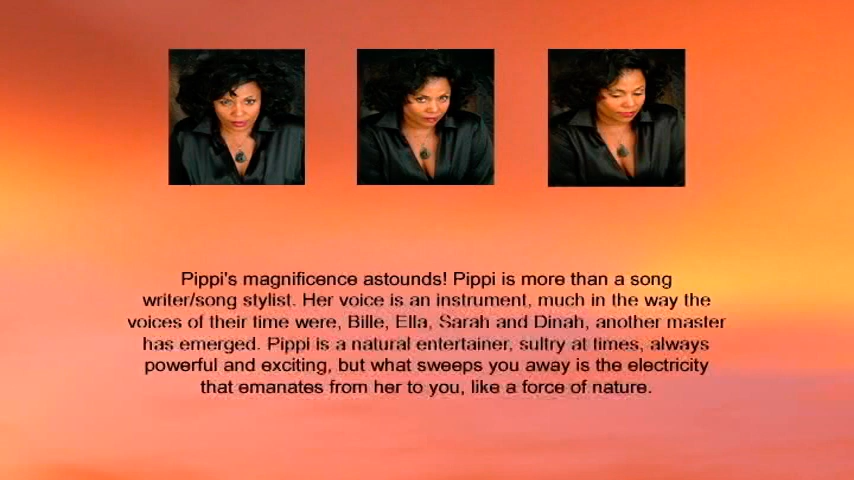 Pippi's magnificence astounds! Pippi is more than a song
writer/song stylist. Her voice is an instrument, much in the way the
voices of their time were, Bille, Ella, Sarah and Dinah, another master
has emerged. Pippi is a natural entertainer, sultry at times, always
powerful and exciting, but what sweeps you away is the electricity
that emanates from her to you, like a force of nature.